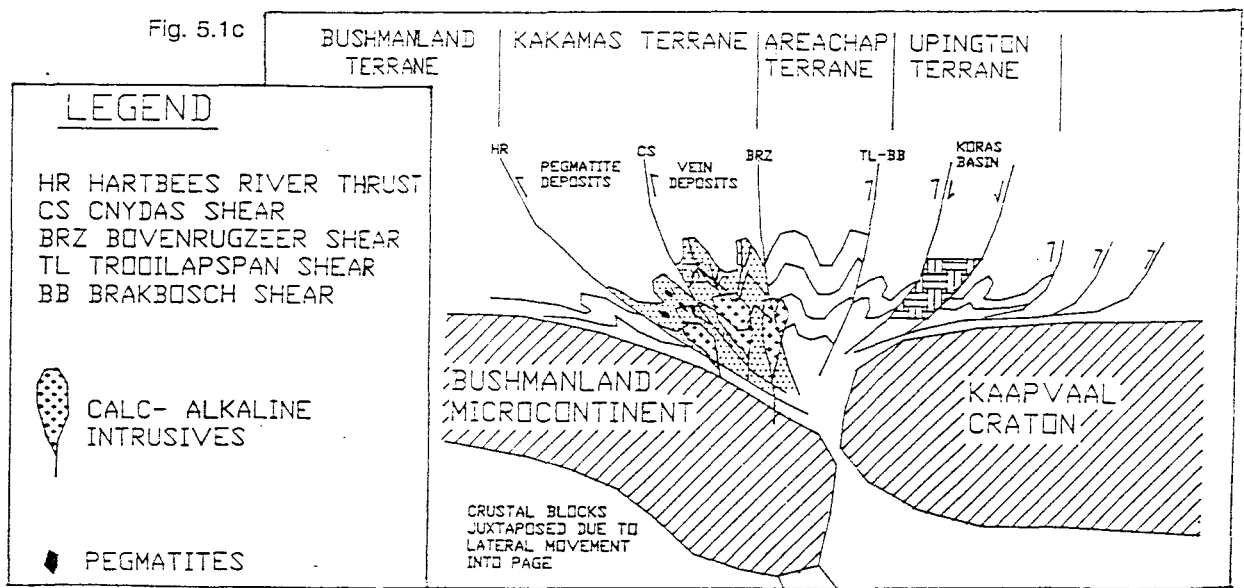 Fig. 5.1c
BUSHMANLAND
TERRANE
KAKAMAS TERRANE
AREACHAP
TERRANE
UPINGTON
TERRANE
LEGEND
HR HARTBEES RIVER THRUST
CS CNYDAS SHEAR
BRZ BOVENRUGZEER SHEAR
TL TROOILAPSPAN SHEAR
BB BRAKBOSCH SHEAR
CALC- ALKALINE
INTRUSIVES
PEGMATITES
HR
PEGMATITE
DEPOSITS
CS
VEIN
DEPOSITS
BRZ
TL-BB
KORAS
BASIN
BUSHMANLAND
MICROCONTINENT
KAAPVAAL
CRATON
CRUSTAL BLOCKS
JUXTAPOSED DUE TO
LATERAL MOVEMENT
INTO PAGE